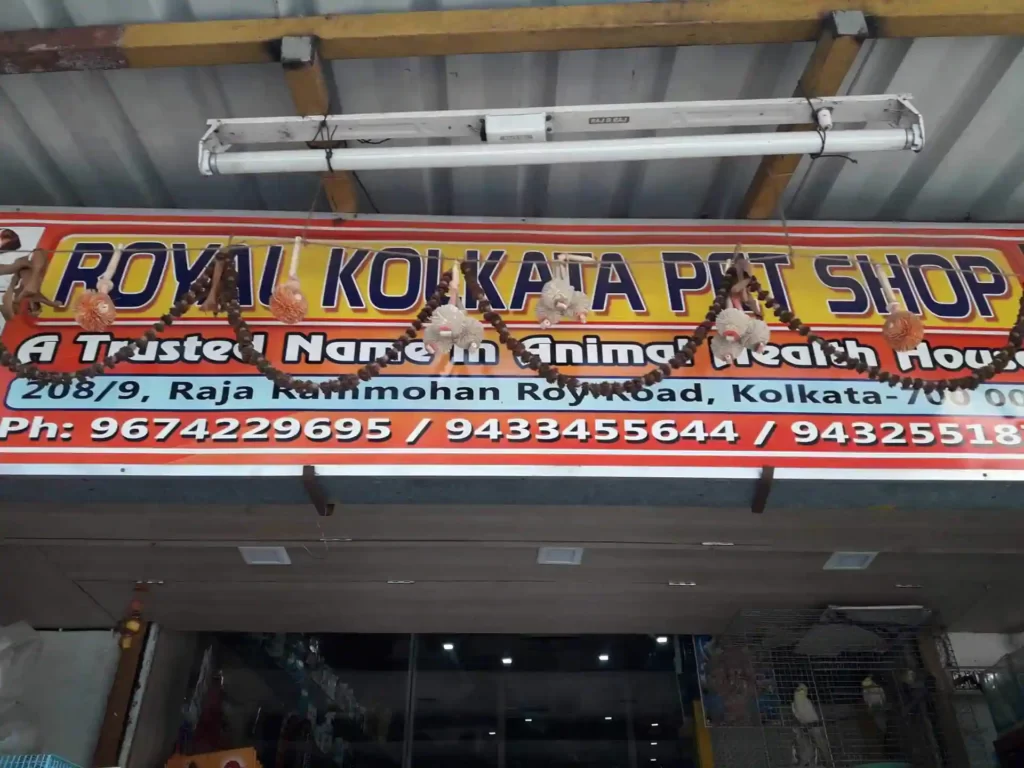 ROYAL KOLKATA PET SHOP
A Trusted Name in Animal Health House
208/9, Raja Rammohan Roy Road, Kolkata-700 00
Ph: 9674229695 / 9433455644 / 94325518